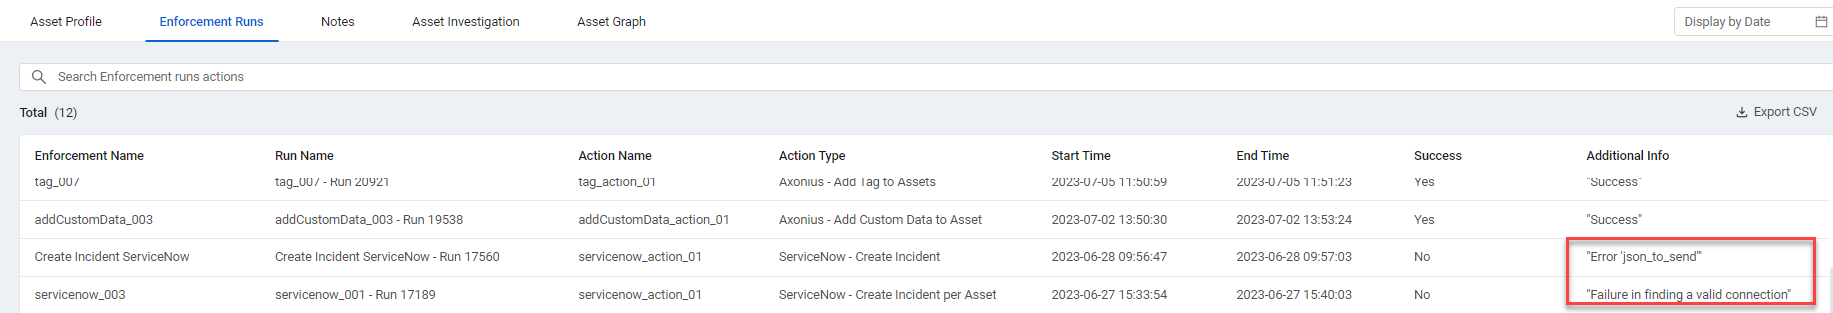 Asset Profile Enforcement Runs Notes Asset Investigation Asset Graph Display by Date
Search Enforcement runs actions
Total (12) Export CSV
Enforcement Name Run Name Action Name Action Type Start Time End Time Success Additional Info
tag_007 tag_007 - Run 20921 tag_action_01 Axonius - Add Tag to Assets 2023-07-05 11:50:59 2023-07-05 11:51:23 Yes "Success"
addCustomData_003 addCustomData_003 - Run 19538 addCustomData_action_01 Axonius - Add Custom Data to Asset 2023-07-02 13:50:30 2023-07-02 13:53:24 Yes "Success"
Create Incident ServiceNow Create Incident ServiceNow - Run 17560 servicenow_action_01 ServiceNow - Create Incident 2023-06-28 09:56:47 2023-06-28 09:57:03 No "Error 'json_to_send'"
servicenow_003 servicenow_001 - Run 17189 servicenow_action_01 ServiceNow - Create Incident per Asset 2023-06-27 15:33:54 2023-06-27 15:40:03 No "Failure in finding a valid connection"